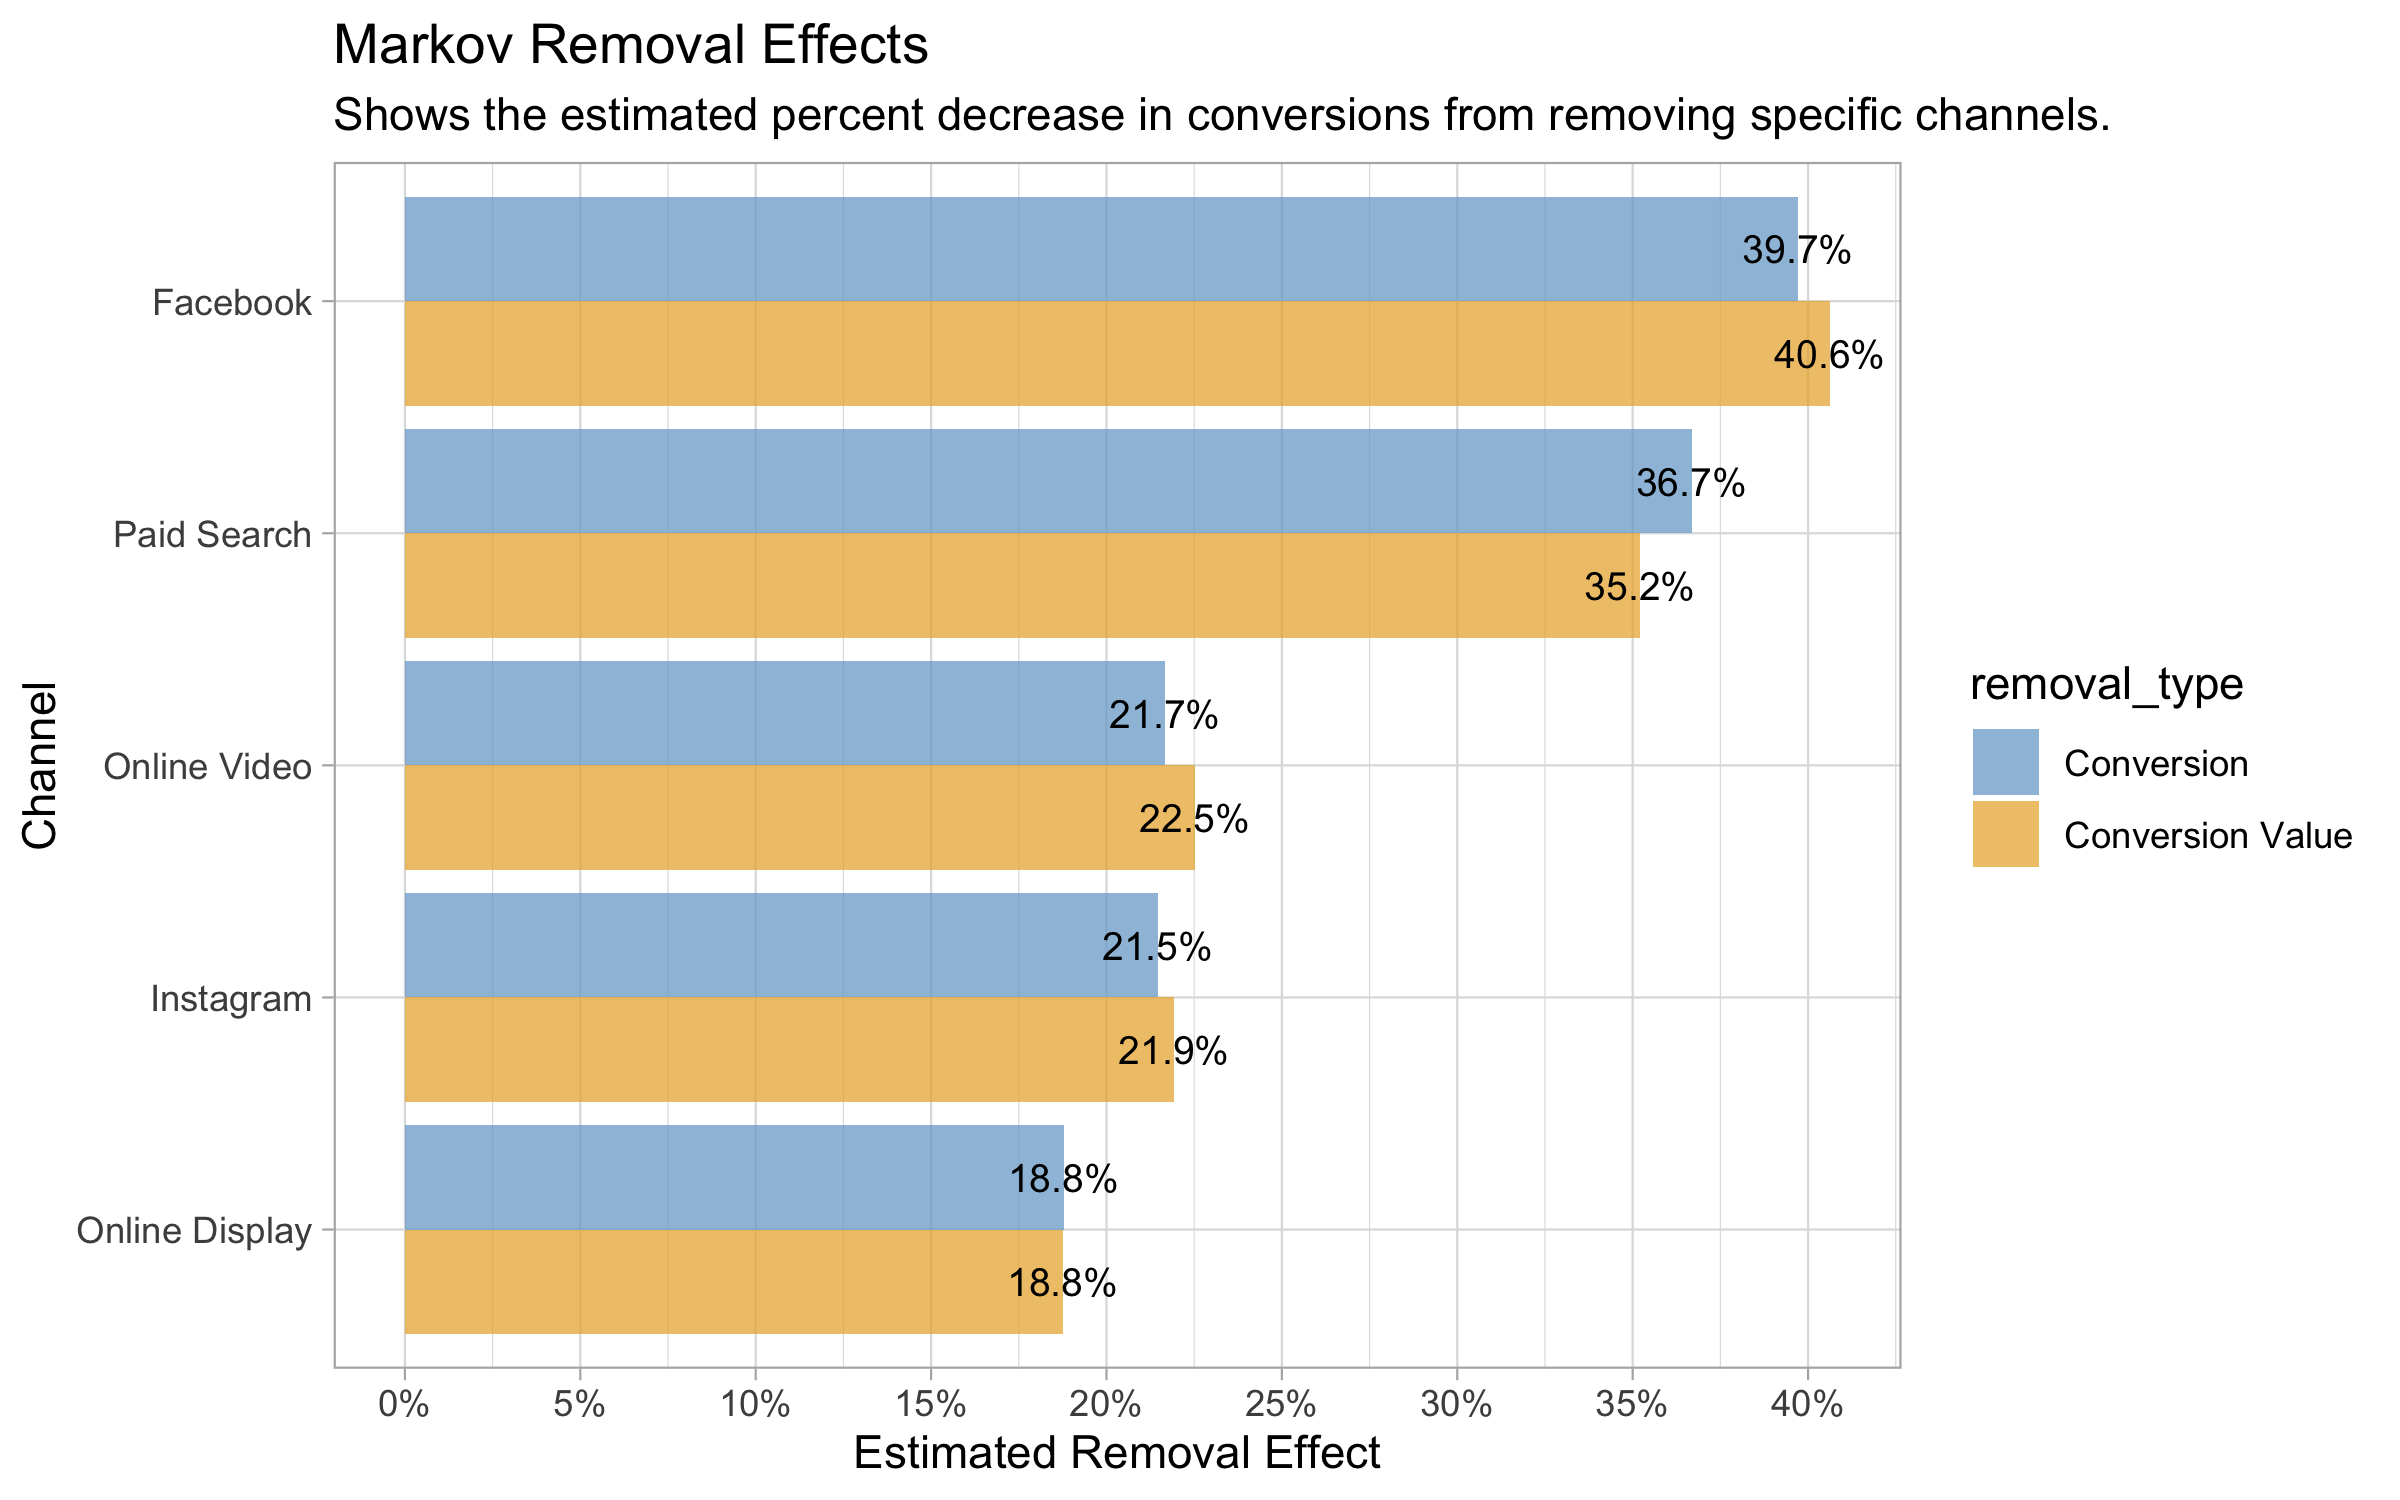 Markov Removal Effects
Shows the estimated percent decrease in conversions from removing specific channels.
Channel
Facebook
39.7%
40.6%
Paid Search
36.7%
35.2%
Online Video
21.7%
22.5%
Instagram
21.5%
21.9%
Online Display
18.8%
18.8%
0% 5% 10% 15% 20% 25% 30% 35% 40%
Estimated Removal Effect
removal_type
Conversion
Conversion Value